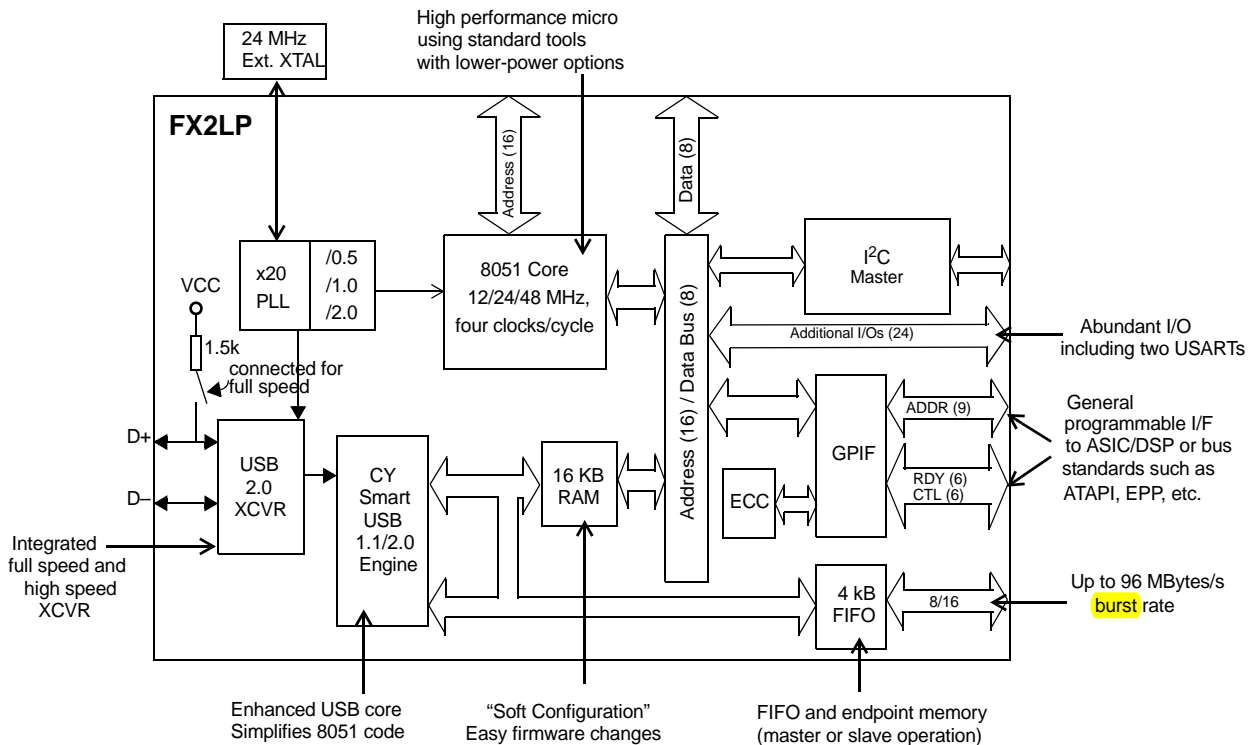 High performance micro
using standard tools
with lower-power options
24 MHz
Ext. XTAL
FX2LP
Address (16)
Data (8)
x20
PLL
/0.5
/1.0
/2.0
8051 Core
12/24/48 MHz,
four clocks/cycle
I²C
Master
VCC
1.5k
connected for
full speed
Address (16) / Data Bus (8)
Additional I/Os (24)
Abundant I/O
including two USARTs
ADDR (9)
GPIF
RDY (6)
CTL (6)
General
programmable I/F
to ASIC/DSP or bus
standards such as
ATAPI, EPP, etc.
D+
D–
USB
2.0
XCVR
CY
Smart
USB
1.1/2.0
Engine
16 KB
RAM
ECC
Integrated
full speed and
high speed
XCVR
4 kB
FIFO
8/16
Up to 96 MBytes/s
burst rate
Enhanced USB core
Simplifies 8051 code
“Soft Configuration”
Easy firmware changes
FIFO and endpoint memory
(master or slave operation)